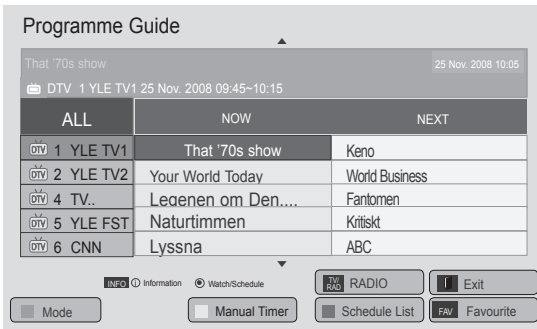 Programme Guide
That '70s show 25 Nov. 2008 10:05
DTV 1 YLE TV1 25 Nov. 2008 09:45~10:15
ALL NOW NEXT
DTV 1 YLE TV1 That '70s show Keno
DTV 2 YLE TV2 Your World Today World Business
DTV 4 TV.. Legenen om Den.... Fantomen
DTV 5 YLE FST Naturtimmen Kritiskt
DTV 6 CNN Lyssna ABC
INFO i Information Watch/Schedule TV/RAD RADIO Exit
Mode Manual Timer Schedule List FAV Favourite